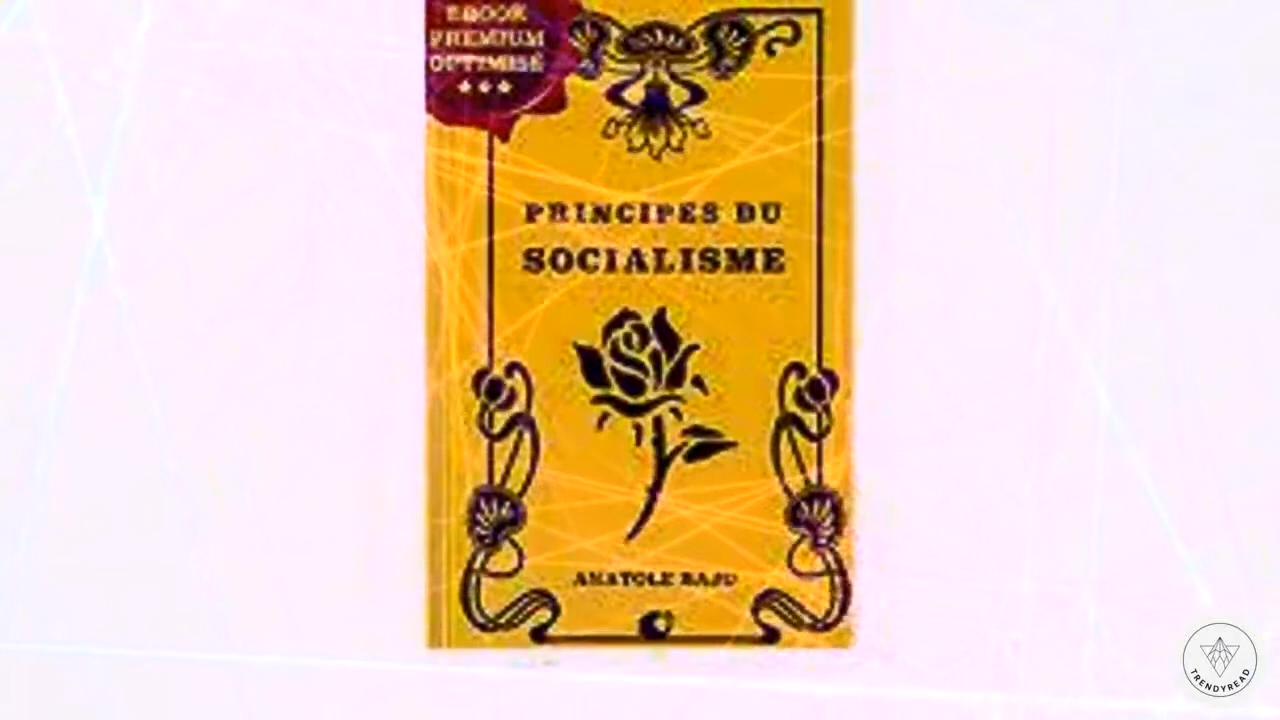 EBOOK
PREMIUM
OPTIMISÉ
PRINCIPES DU
SOCIALISME
ANATOLE BAJU
TRENDYREAD